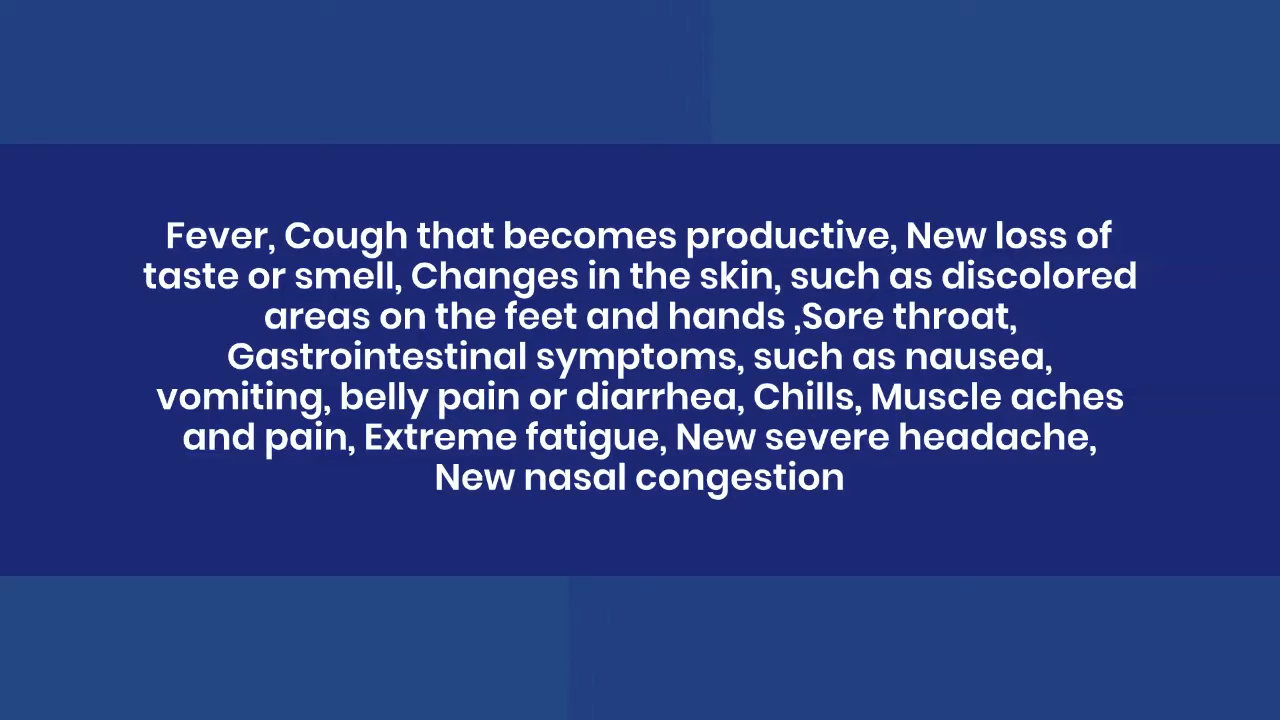 Fever, Cough that becomes productive, New loss of
taste or smell, Changes in the skin, such as discolored
areas on the feet and hands ,Sore throat,
Gastrointestinal symptoms, such as nausea,
vomiting, belly pain or diarrhea, Chills, Muscle aches
and pain, Extreme fatigue, New severe headache,
New nasal congestion